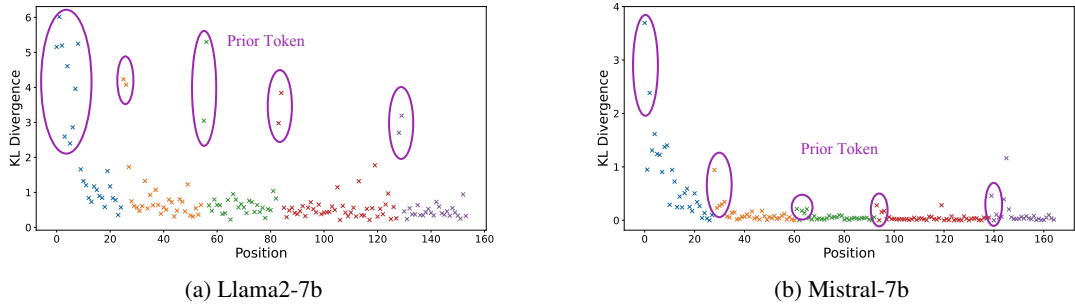 6
5
4
3
2
1
0
KL Divergence
Prior Token
0 20 40 60 80 100 120 140 160
Position
(a) Llama2-7b
4
3
2
1
0
KL Divergence
Prior Token
0 20 40 60 80 100 120 140 160
Position
(b) Mistral-7b